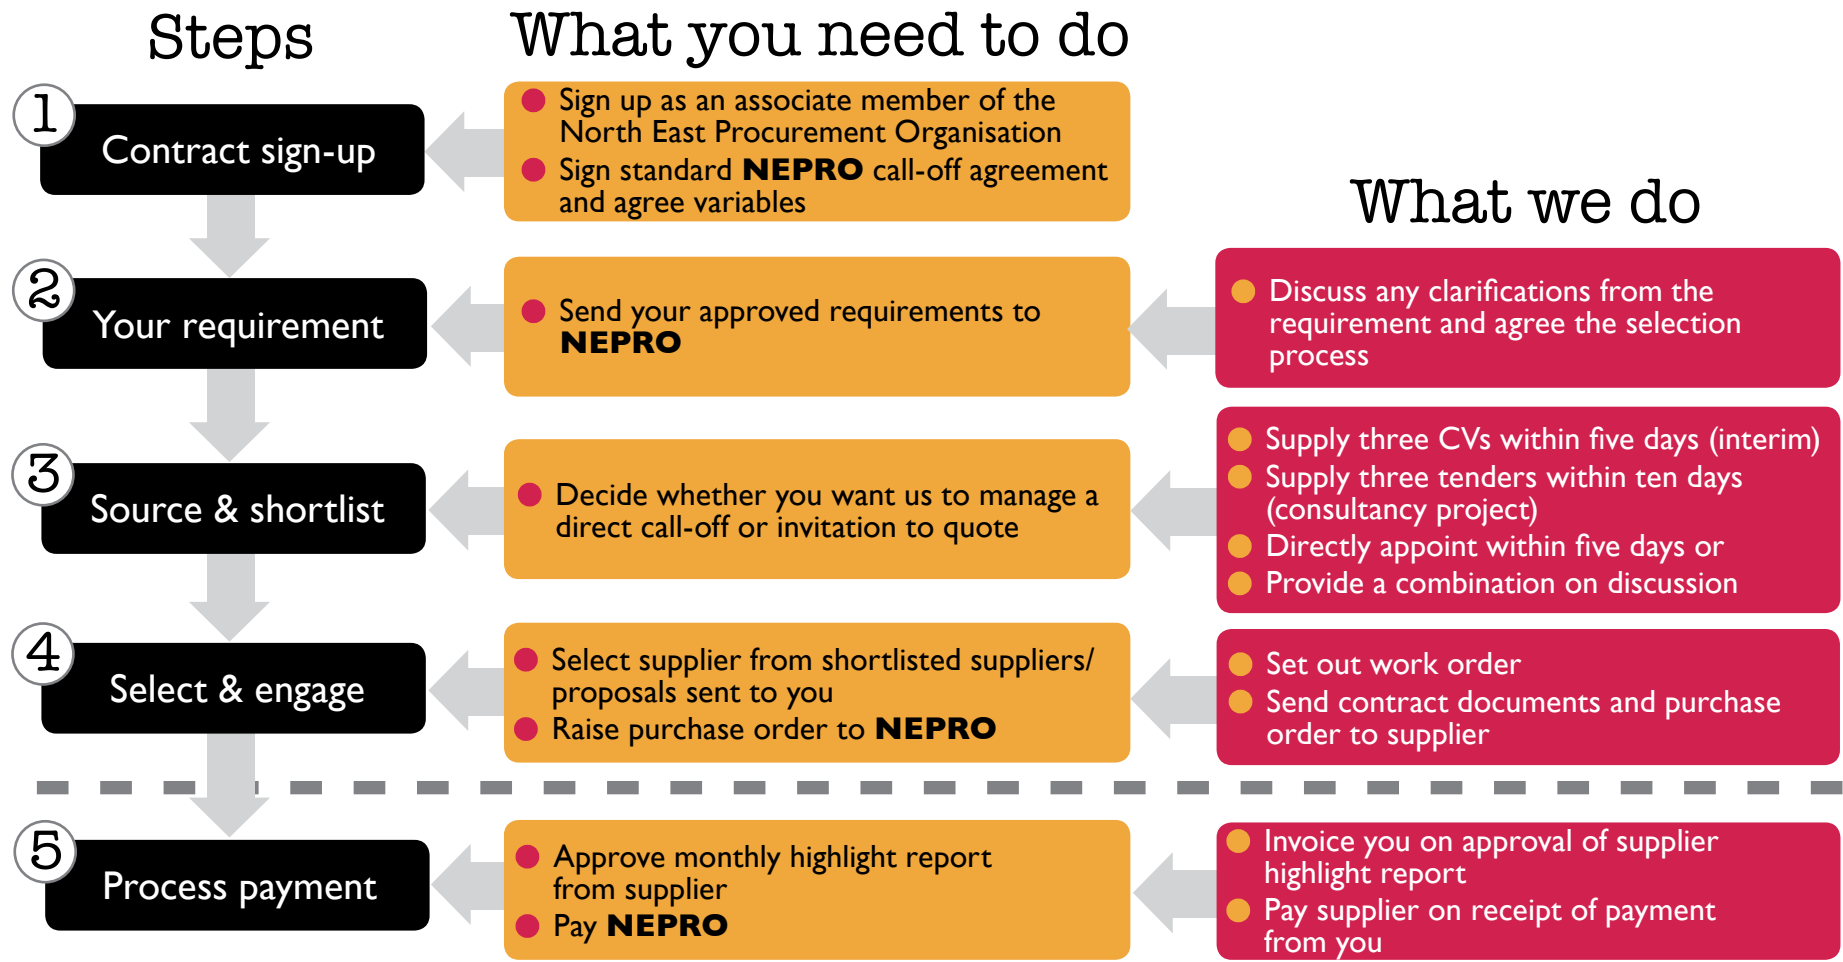 Steps
What you need to do
1
Contract sign-up
Sign up as an associate member of the
North East Procurement Organisation
Sign standard NEPRO call-off agreement
and agree variables
What we do
2
Your requirement
Send your approved requirements to
NEPRO
Discuss any clarifications from the
requirement and agree the selection
process
3
Source & shortlist
Decide whether you want us to manage a
direct call-off or invitation to quote
Supply three CVs within five days (interim)
Supply three tenders within ten days
(consultancy project)
Directly appoint within five days or
Provide a combination on discussion
4
Select & engage
Select supplier from shortlisted suppliers/
proposals sent to you
Raise purchase order to NEPRO
Set out work order
Send contract documents and purchase
order to supplier
5
Process payment
Approve monthly highlight report
from supplier
Pay NEPRO
Invoice you on approval of supplier
highlight report
Pay supplier on receipt of payment
from you